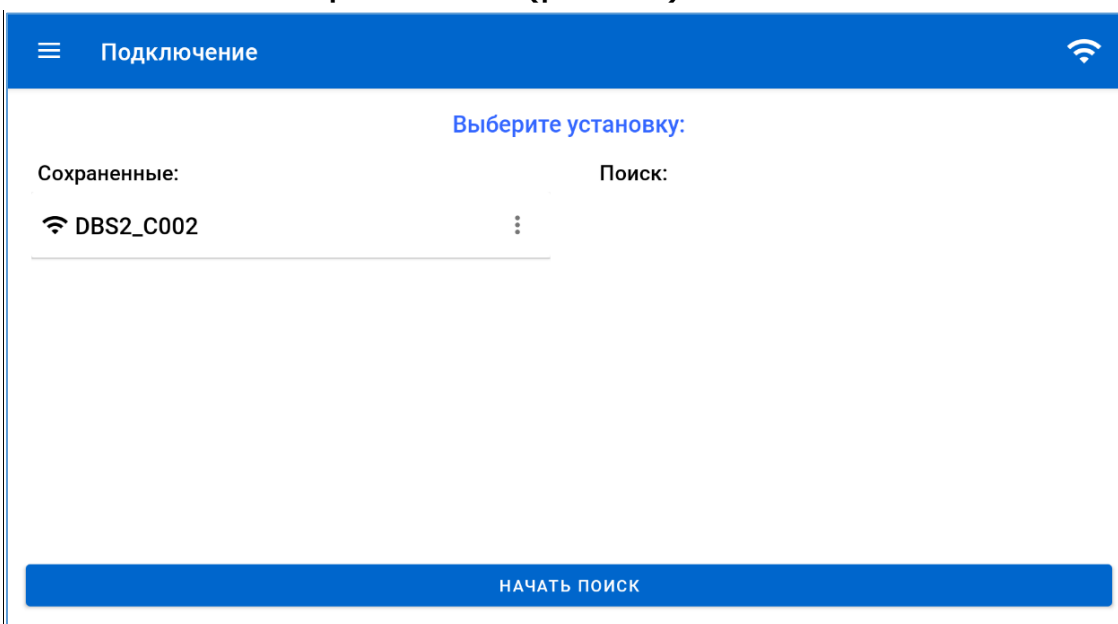 Подключение
Выберите установку:
Сохраненные:
Поиск:
DBS2_C002
НАЧАТЬ ПОИСК